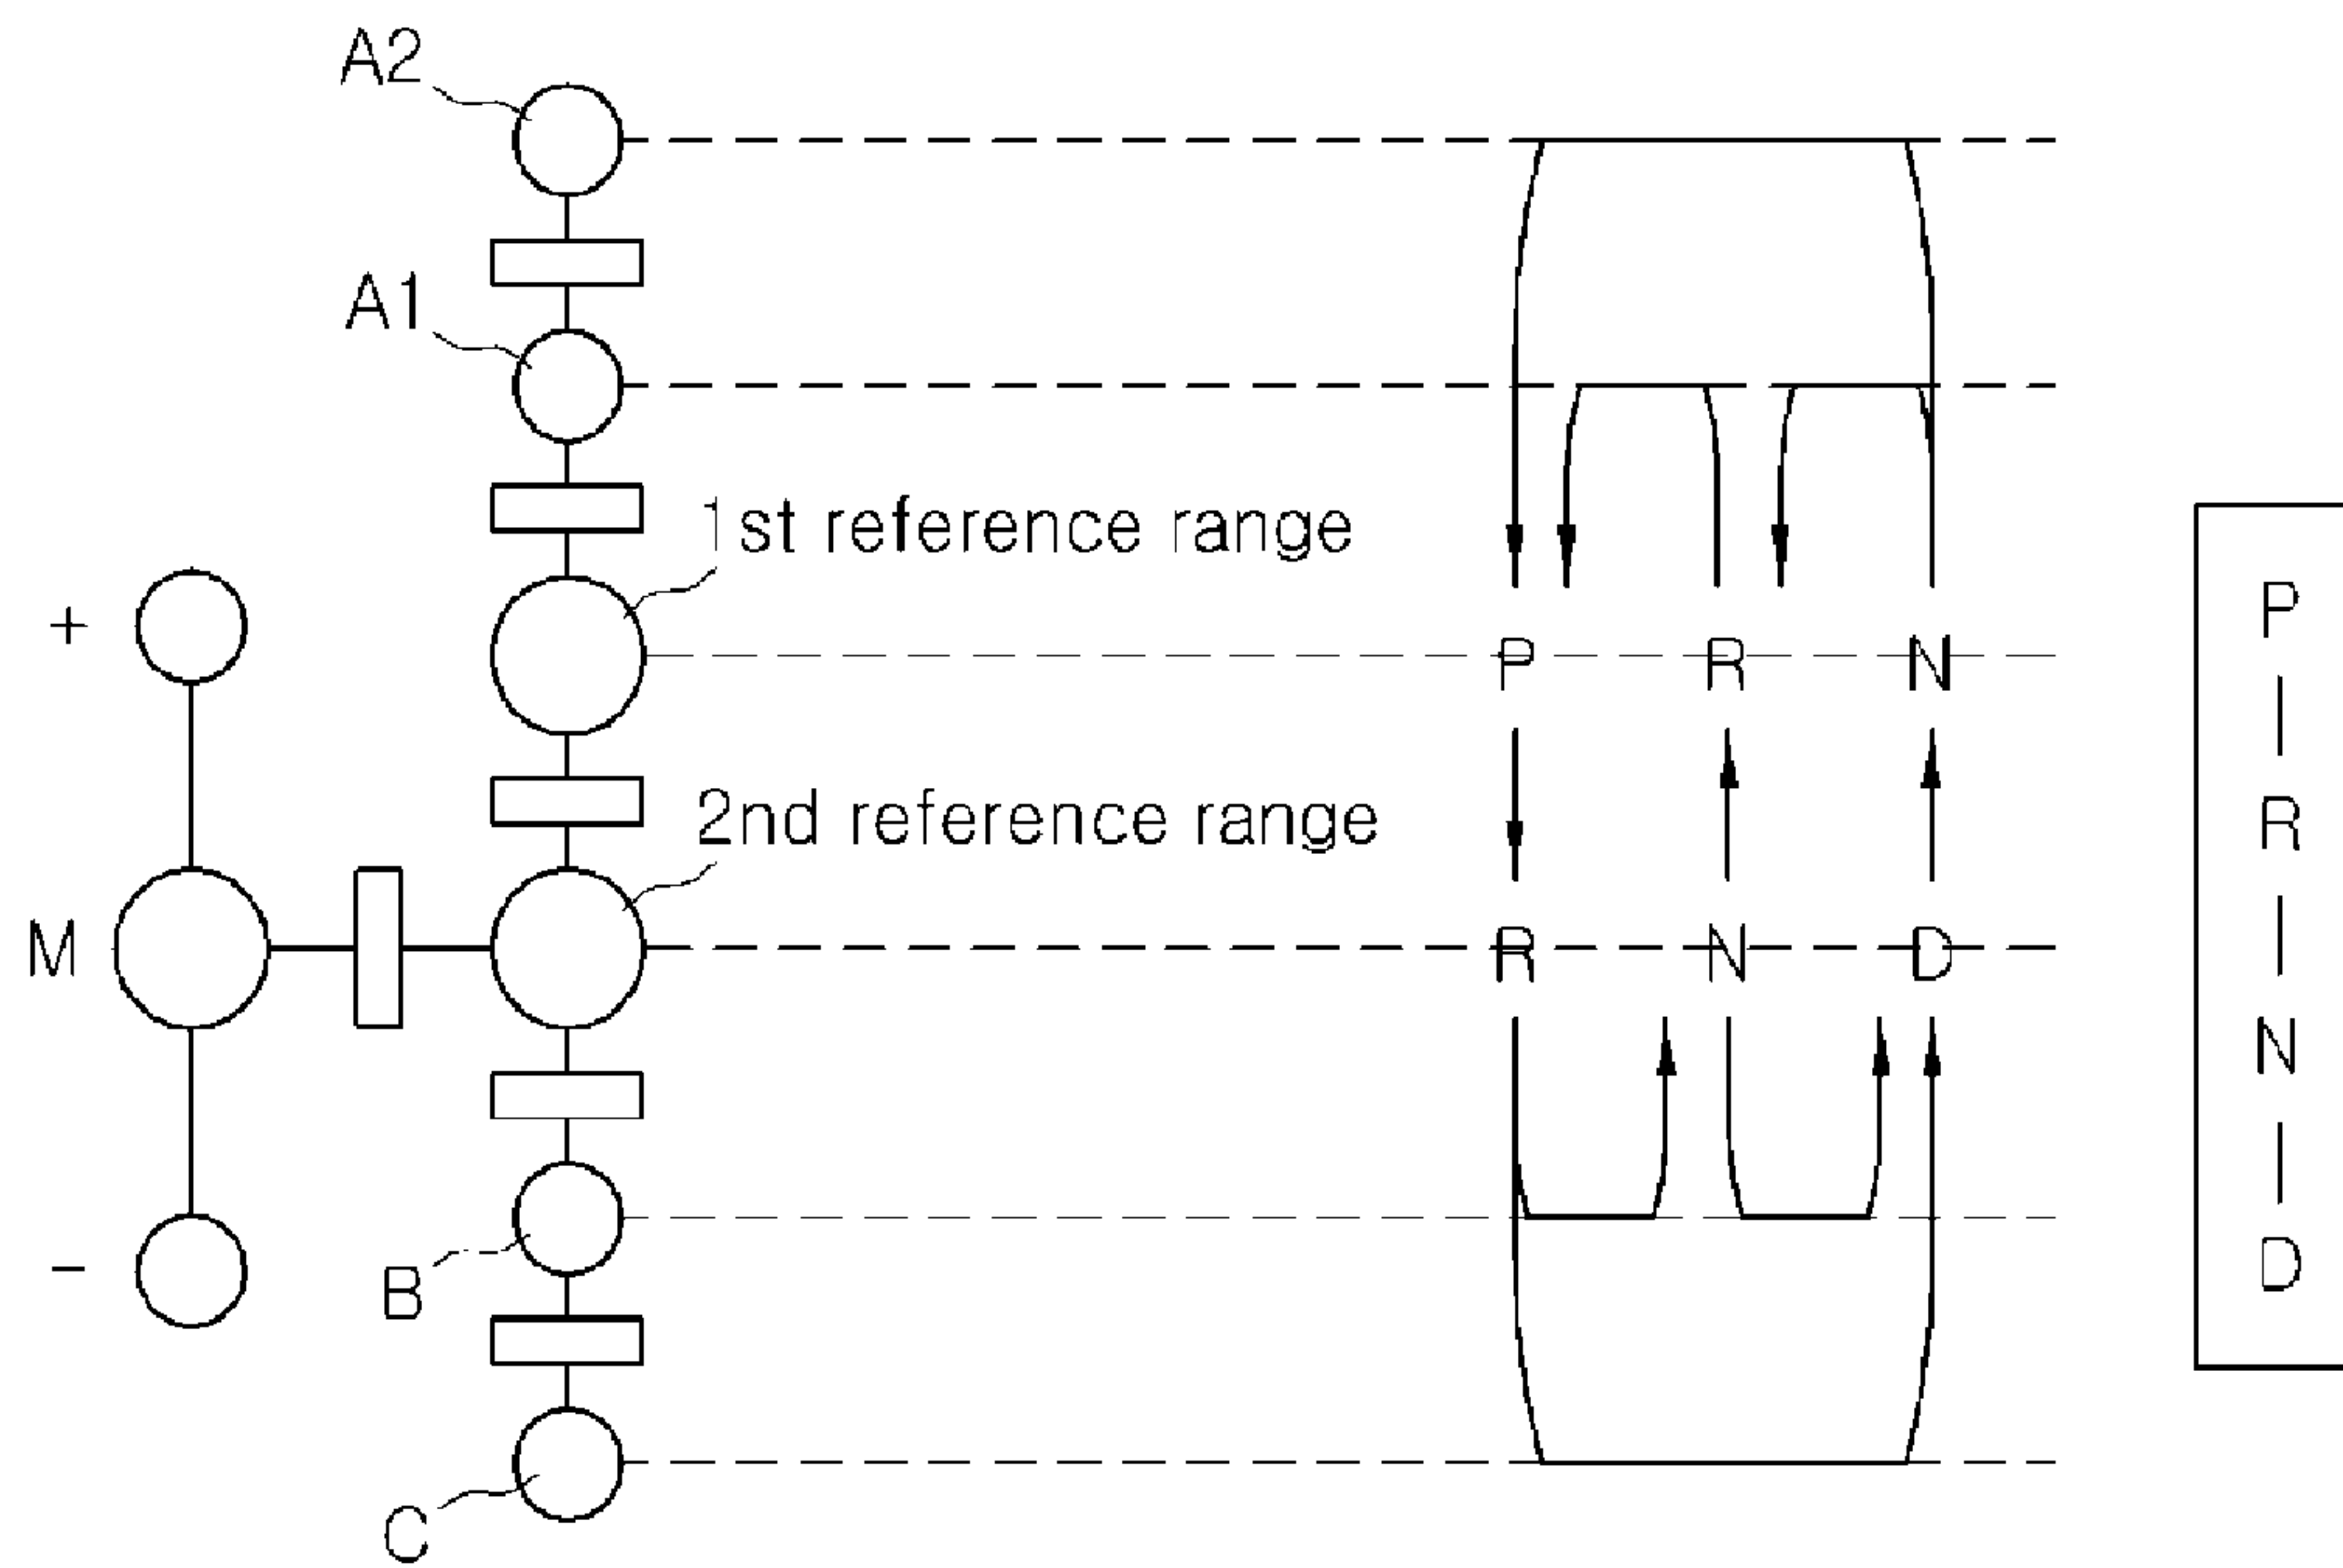 A2
A1
1st reference range
+
P R N
2nd reference range
M
R N D
B
-
C
P
R
N
D